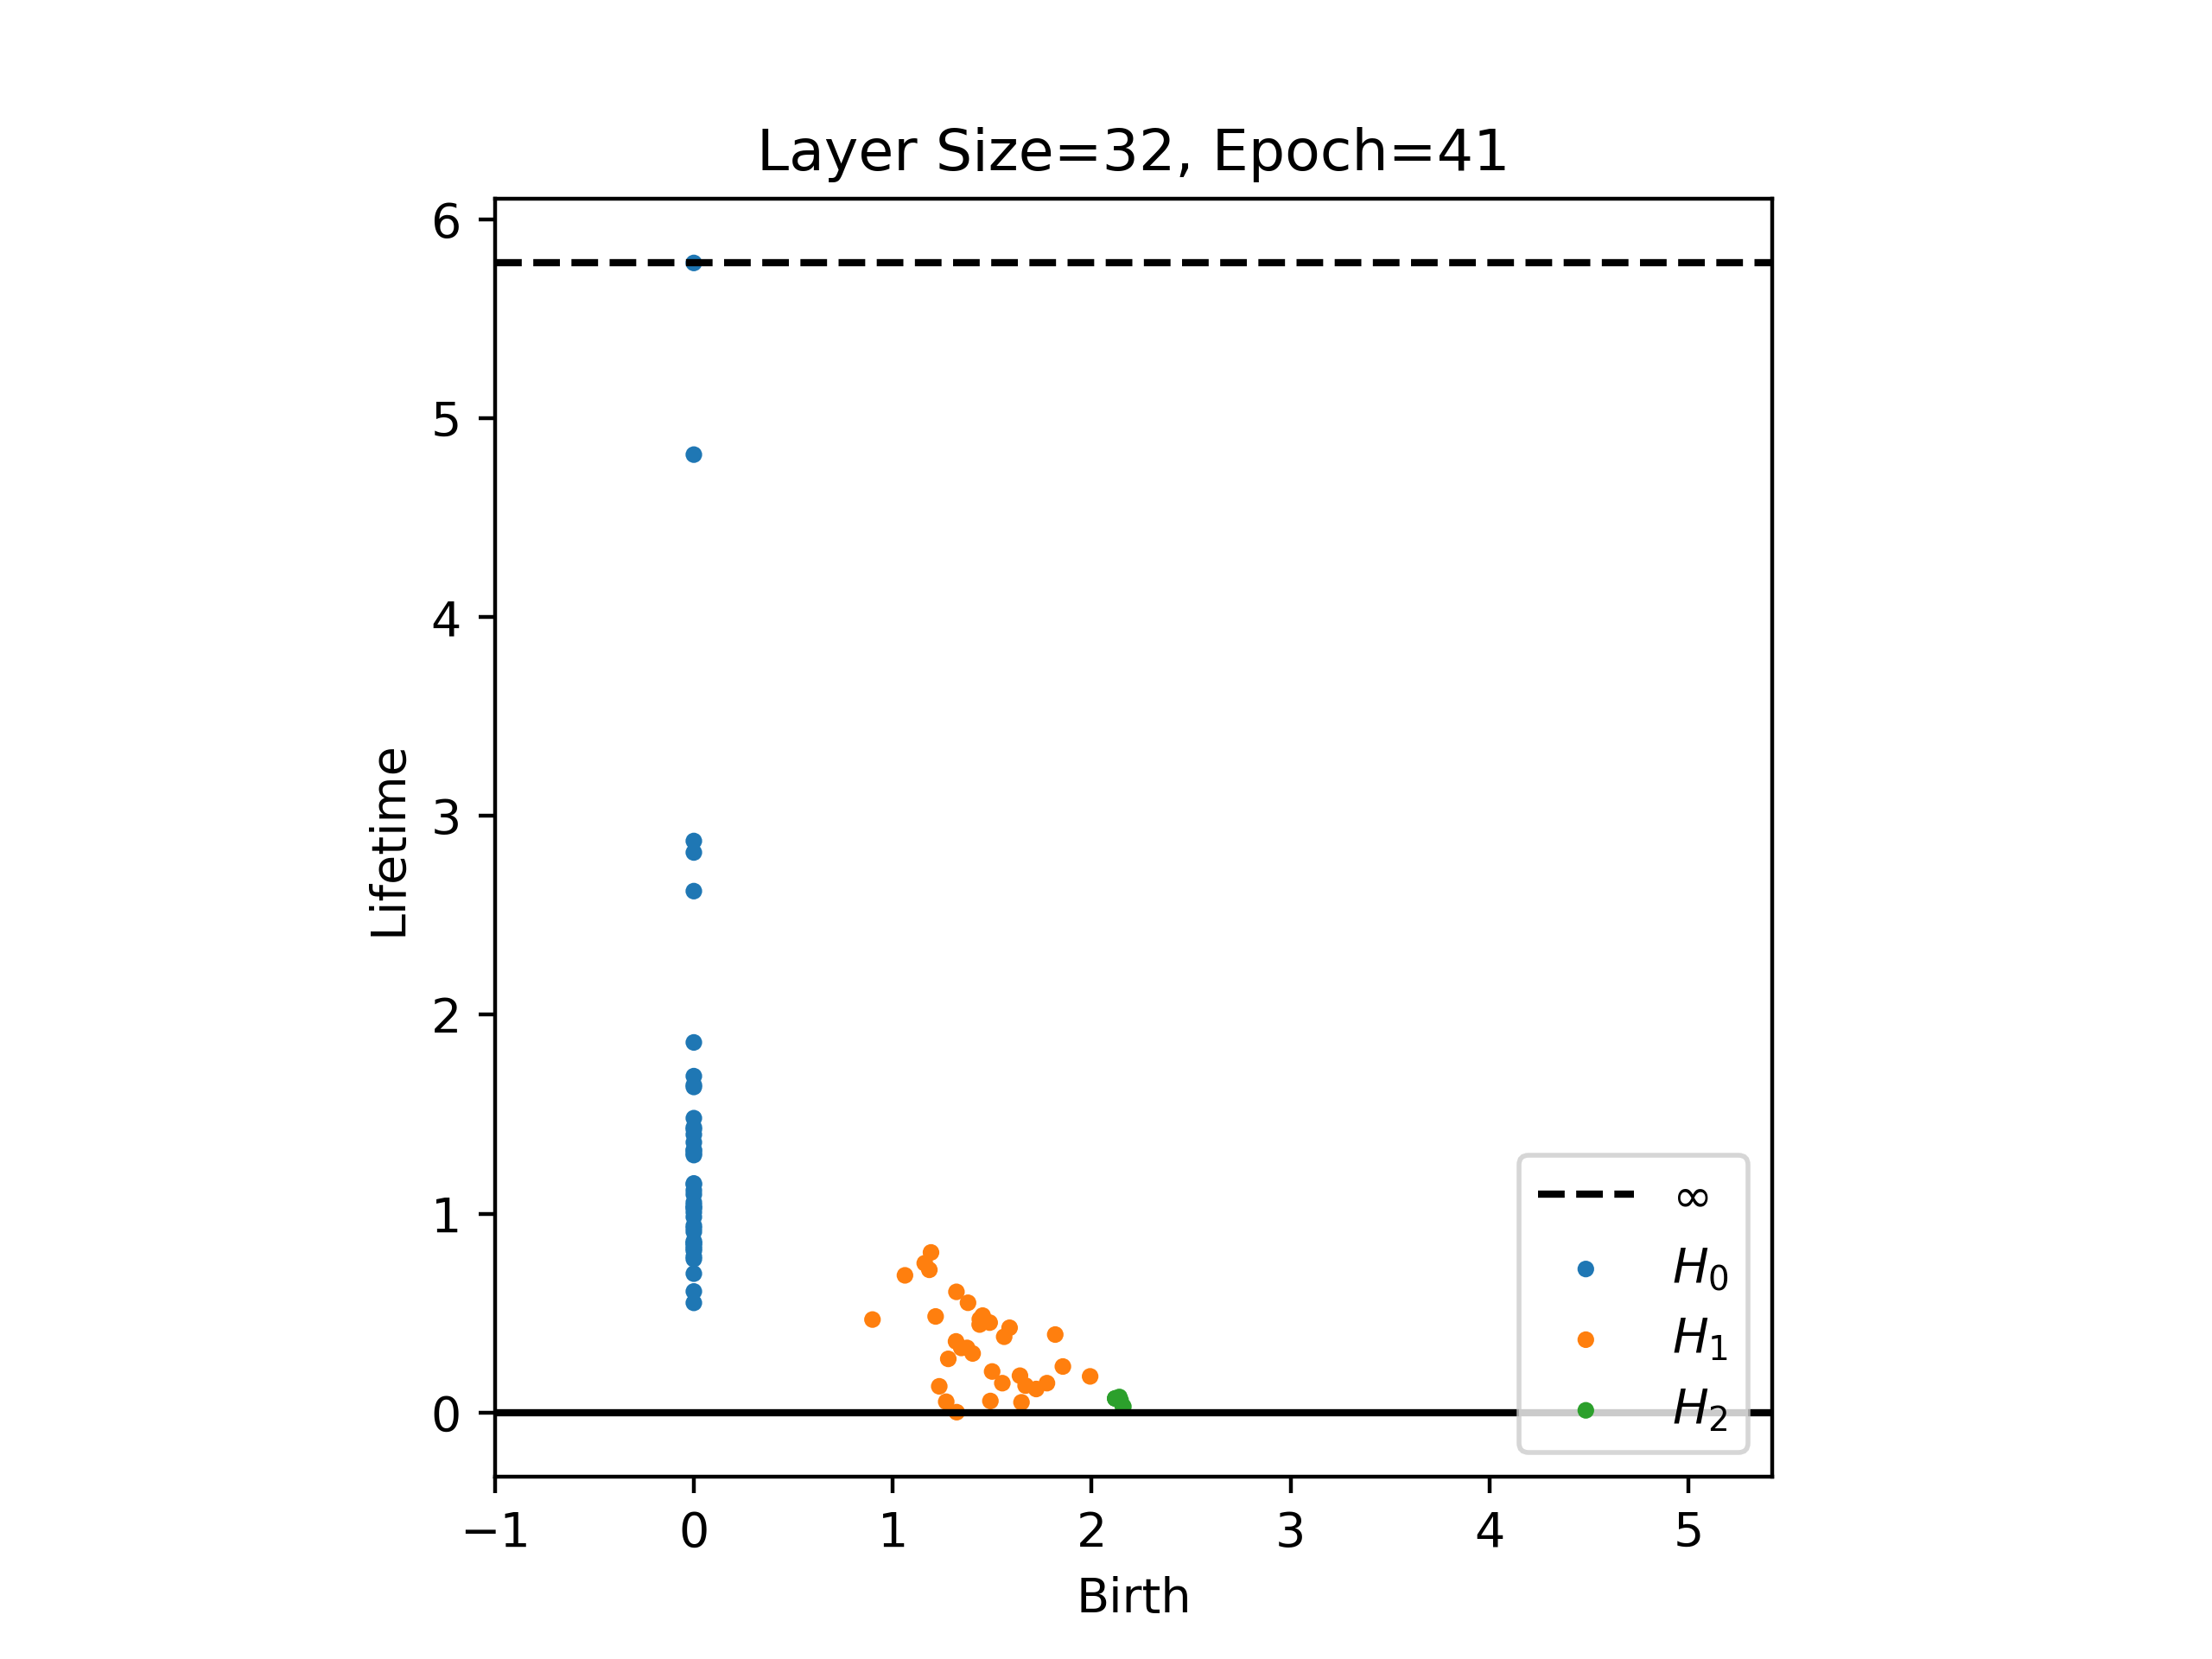 Layer Size=32, Epoch=41
6
5
4
3
2
1
0
Lifetime
∞
H₀
H₁
H₂
−1 0 1 2 3 4 5
Birth